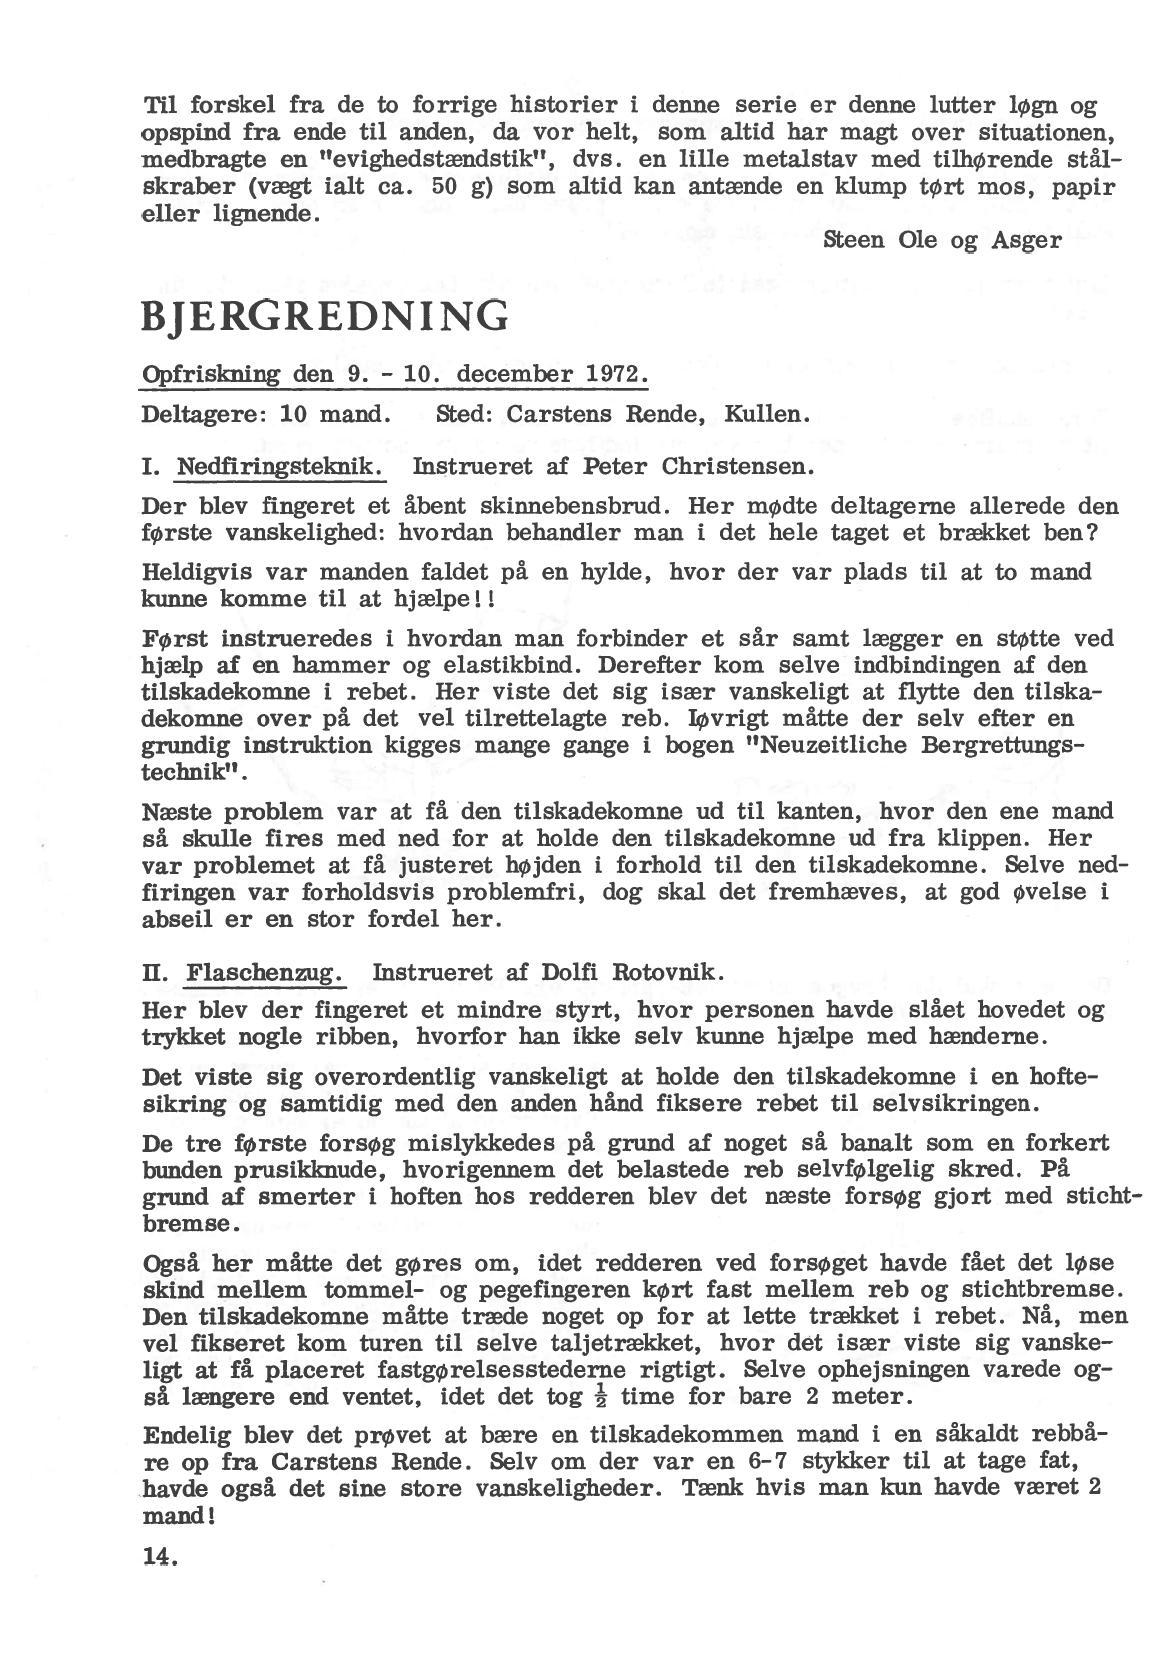 Til forskel fra de to forrige historier i denne serie er denne lutter løgn og
opspind fra ende til anden, da vor helt, som altid har magt over situationen,
medbragte en "evighedstændstik", dvs. en lille metalstav med tilhørende stål-
skraber (vægt ialt ca. 50 g) som altid kan antænde en klump tørt mos, papir
eller lignende.
Steen Ole og Asger
BJERGREDNING
Opfriskning den 9. - 10. december 1972.
Deltagere: 10 mand. Sted: Carstens Rende, Kullen.
I. Nedfiringsteknik. Instrueret af Peter Christensen.
Der blev fingeret et åbent skinnebensbrud. Her mødte deltagerne allerede den
første vanskelighed: hvordan behandler man i det hele taget et brækket ben?
Heldigvis var manden faldet på en hylde, hvor der var plads til at to mand
kunne komme til at hjælpe!!
Først instrueredes i hvordan man forbinder et sår samt lægger en støtte ved
hjælp af en hammer og elastikbind. Derefter kom selve indbindingen af den
tilskadekomne i rebet. Her viste det sig især vanskeligt at flytte den tilska-
dekomne over på det vel tilrettelagte reb. Iøvrigt måtte der selv efter en
grundig instruktion kigges mange gange i bogen "Neuzeitliche Bergrettungs-
technik".
Næste problem var at få den tilskadekomne ud til kanten, hvor den ene mand
så skulle fires med ned for at holde den tilskadekomne ud fra klippen. Her
var problemet at få justeret højden i forhold til den tilskadekomne. Selve ned-
firingen var forholdsvis problemfri, dog skal det fremhæves, at god øvelse i
abseil er en stor fordel her.
II. Flaschenzug. Instrueret af Dolfi Rotovnik.
Her blev der fingeret et mindre styrt, hvor personen havde slået hovedet og
trykket nogle ribben, hvorfor han ikke selv kunne hjælpe med hænderne.
Det viste sig overordentlig vanskeligt at holde den tilskadekomne i en hofte-
sikring og samtidig med den anden hånd fiksere rebet til selvsikringen.
De tre første forsøg mislykkedes på grund af noget så banalt som en forkert
bunden prusikknude, hvorigennem det belastede reb selvfølgelig skred. På
grund af smerter i hoften hos redderen blev det næste forsøg gjort med sticht-
bremse.
Også her måtte det gøres om, idet redderen ved forsøget havde fået det løse
skind mellem tommel- og pegefingeren kørt fast mellem reb og stichtbremse.
Den tilskadekomne måtte træde noget op for at lette trækket i rebet. Nå, men
vel fikseret kom turen til selve taljetrækket, hvor det især viste sig vanske-
ligt at få placeret fastgørelsesstederne rigtigt. Selve ophejsningen varede og-
så længere end ventet, idet det tog ½ time for bare 2 meter.
Endelig blev det prøvet at bære en tilskadekommen mand i en såkaldt rebbå-
re op fra Carstens Rende. Selv om der var en 6-7 stykker til at tage fat,
havde også det sine store vanskeligheder. Tænk hvis man kun havde været 2
mand!
14.